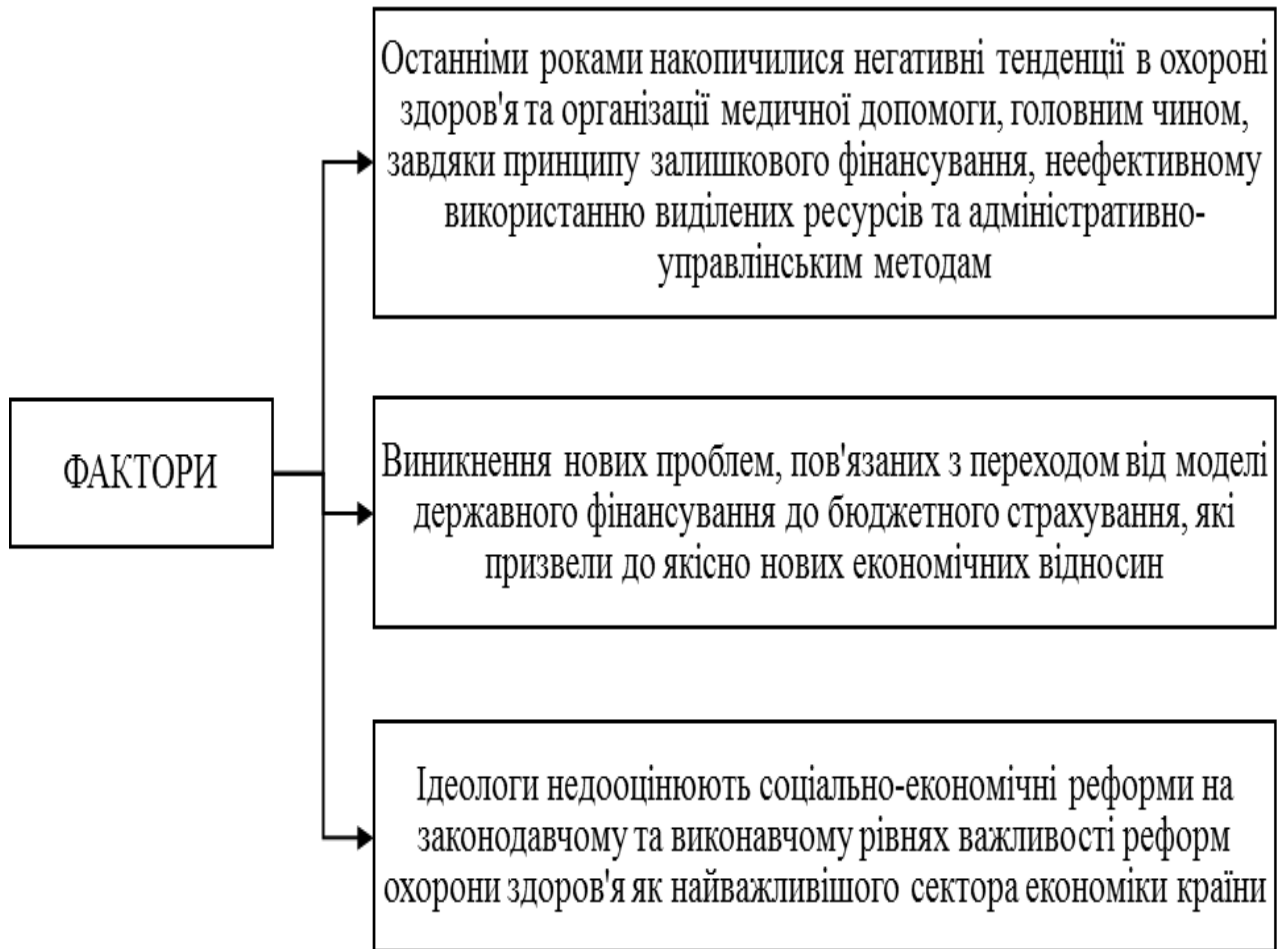 Останніми роками накопичилися негативні тенденції в охороні
здоров'я та організації медичної допомоги, головним чином,
завдяки принципу залишкового фінансування, неефективному
використанню виділених ресурсів та адміністративно-
управлінським методам
ФАКТОРИ
Виникнення нових проблем, пов'язаних з переходом від моделі
державного фінансування до бюджетного страхування, які
призвели до якісно нових економічних відносин
Ідеологи недооцінюють соціально-економічні реформи на
законодавчому та виконавчому рівнях важливості реформ
охорони здоров'я як найважливішого сектора економіки країни